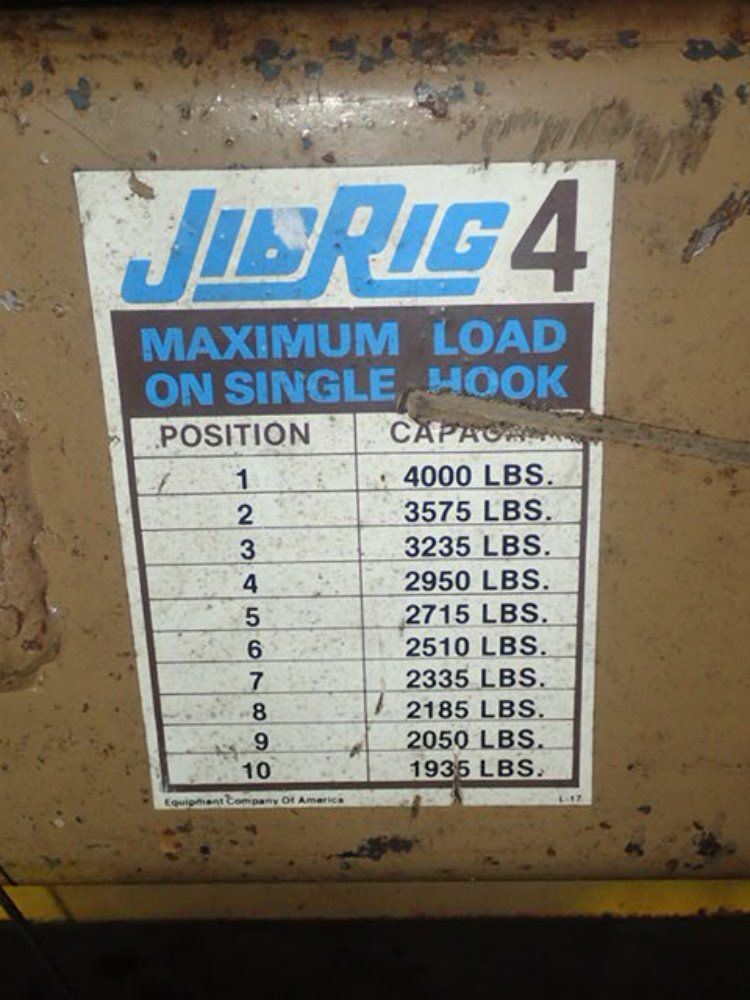 JIBRIG 4
MAXIMUM LOAD
ON SINGLE HOOK
POSITION CAPACITY
1 4000 LBS.
2 3575 LBS.
3 3235 LBS.
4 2950 LBS.
5 2715 LBS.
6 2510 LBS.
7 2335 LBS.
8 2185 LBS.
9 2050 LBS.
10 1935 LBS.
Equipment Company Of America L-17